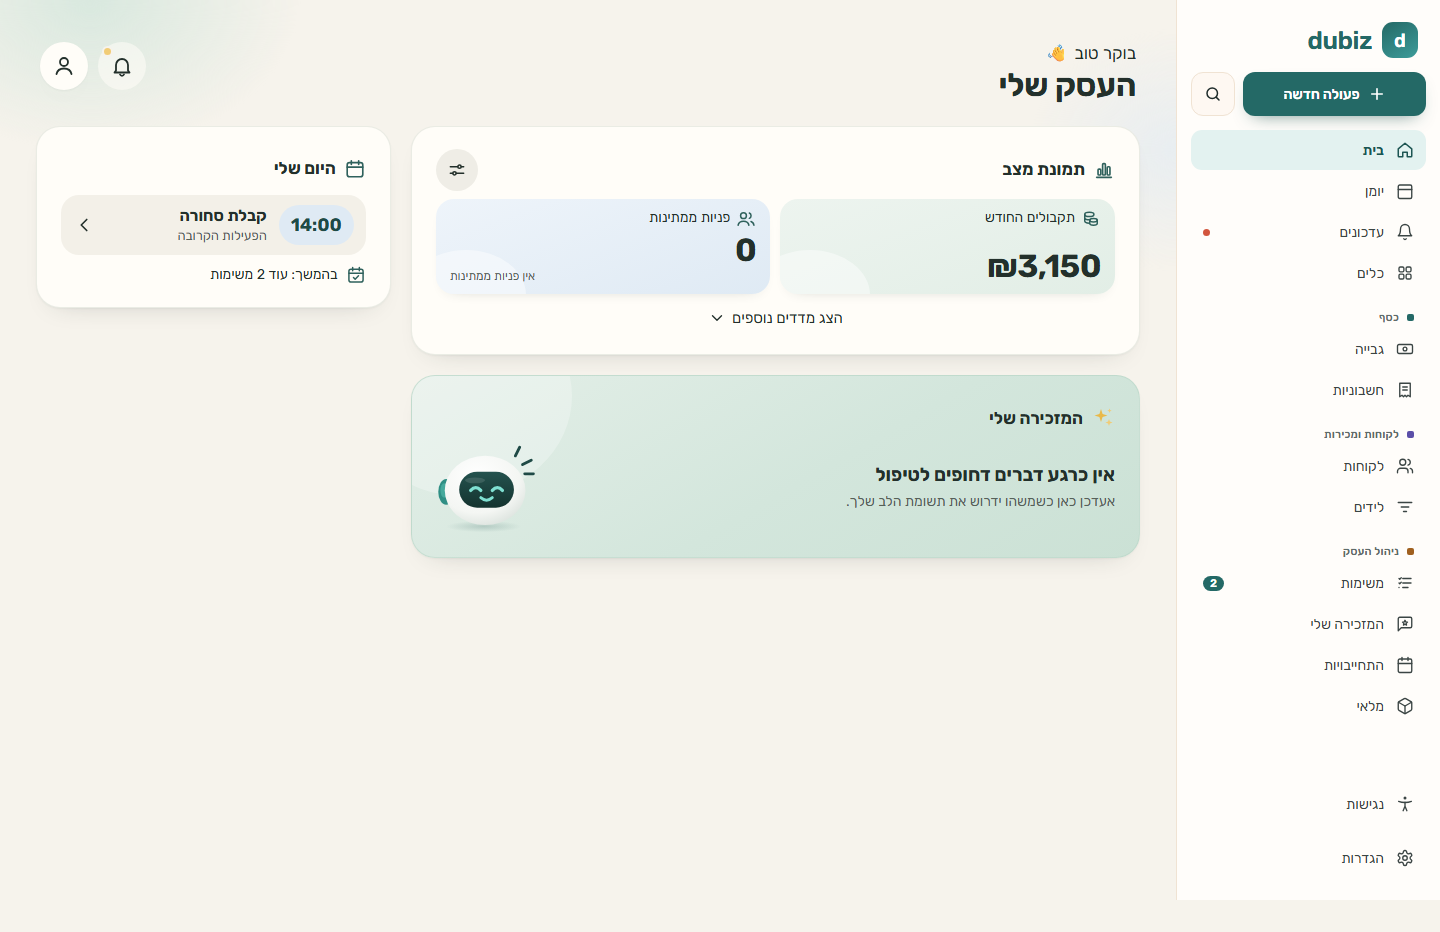 d dubiz
פעולה חדשה
בית
יומן
עדכונים
כלים
כסף
גבייה
חשבוניות
לקוחות ומכירות
לקוחות
לידים
ניהול העסק
משימות 2
המזכירה שלי
התחייבויות
מלאי
נגישות
הגדרות
בוקר טוב 👋
העסק שלי
תמונת מצב
תקבולים החודש
₪3,150
פניות ממתינות
0
אין פניות ממתינות
הצג מדדים נוספים
המזכירה שלי
אין כרגע דברים דחופים לטיפול
אעדכן כאן כשמשהו ידרוש את תשומת הלב שלך.
היום שלי
14:00
קבלת סחורה
הפעילות הקרובה
בהמשך: עוד 2 משימות